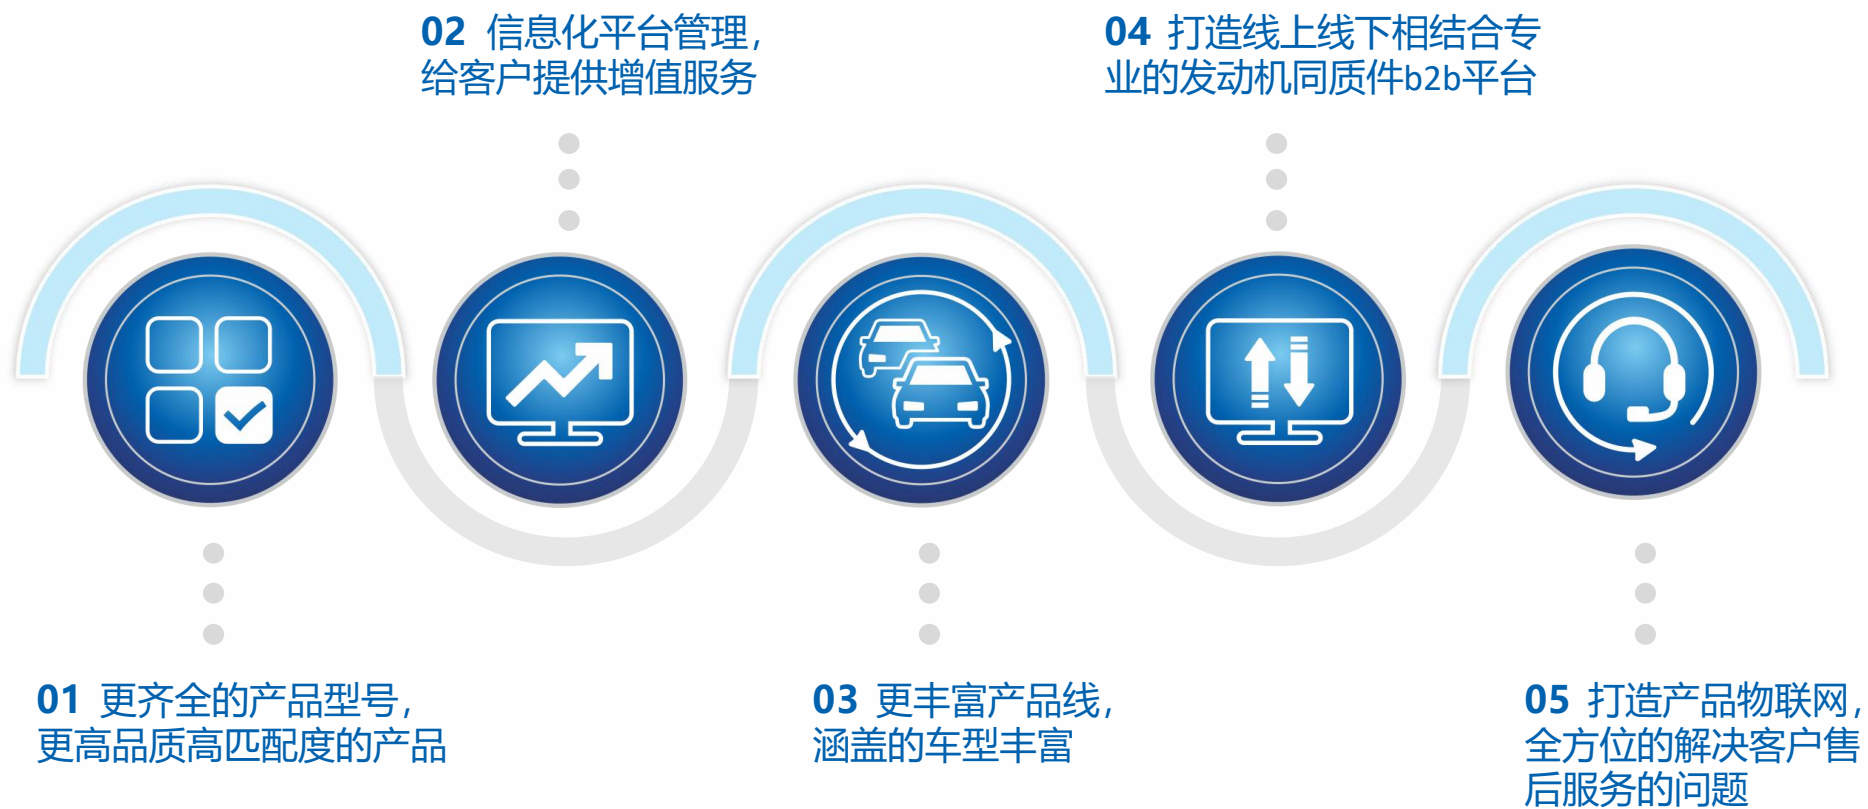 02 信息化平台管理，
给客户提供增值服务
04 打造线上线下相结合专
业的发动机同质件b2b平台
01 更齐全的产品型号，
更高品质高匹配度的产品
03 更丰富产品线，
涵盖的车型丰富
05 打造产品物联网，
全方位的解决客户售
后服务的问题